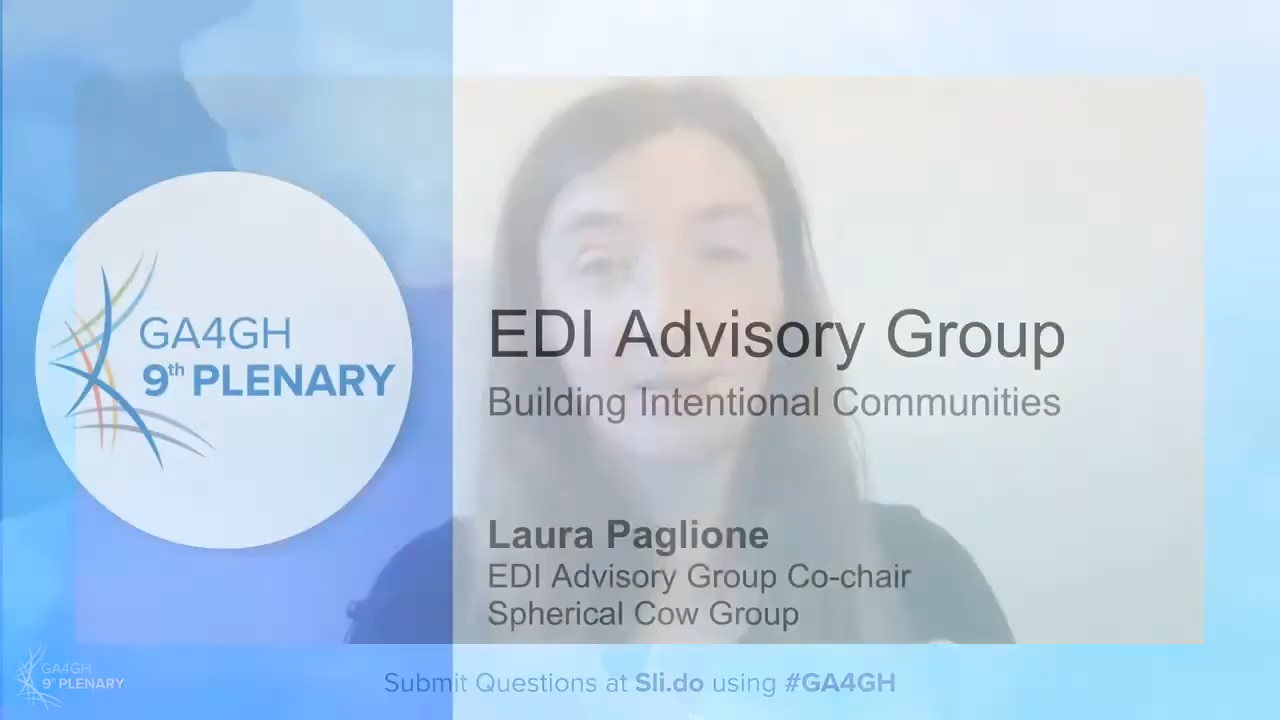 GA4GH
9th PLENARY
EDI Advisory Group
Building Intentional Communities
Laura Paglione
EDI Advisory Group Co-chair
Spherical Cow Group
GA4GH
9th PLENARY
Submit Questions at Sli.do using #GA4GH